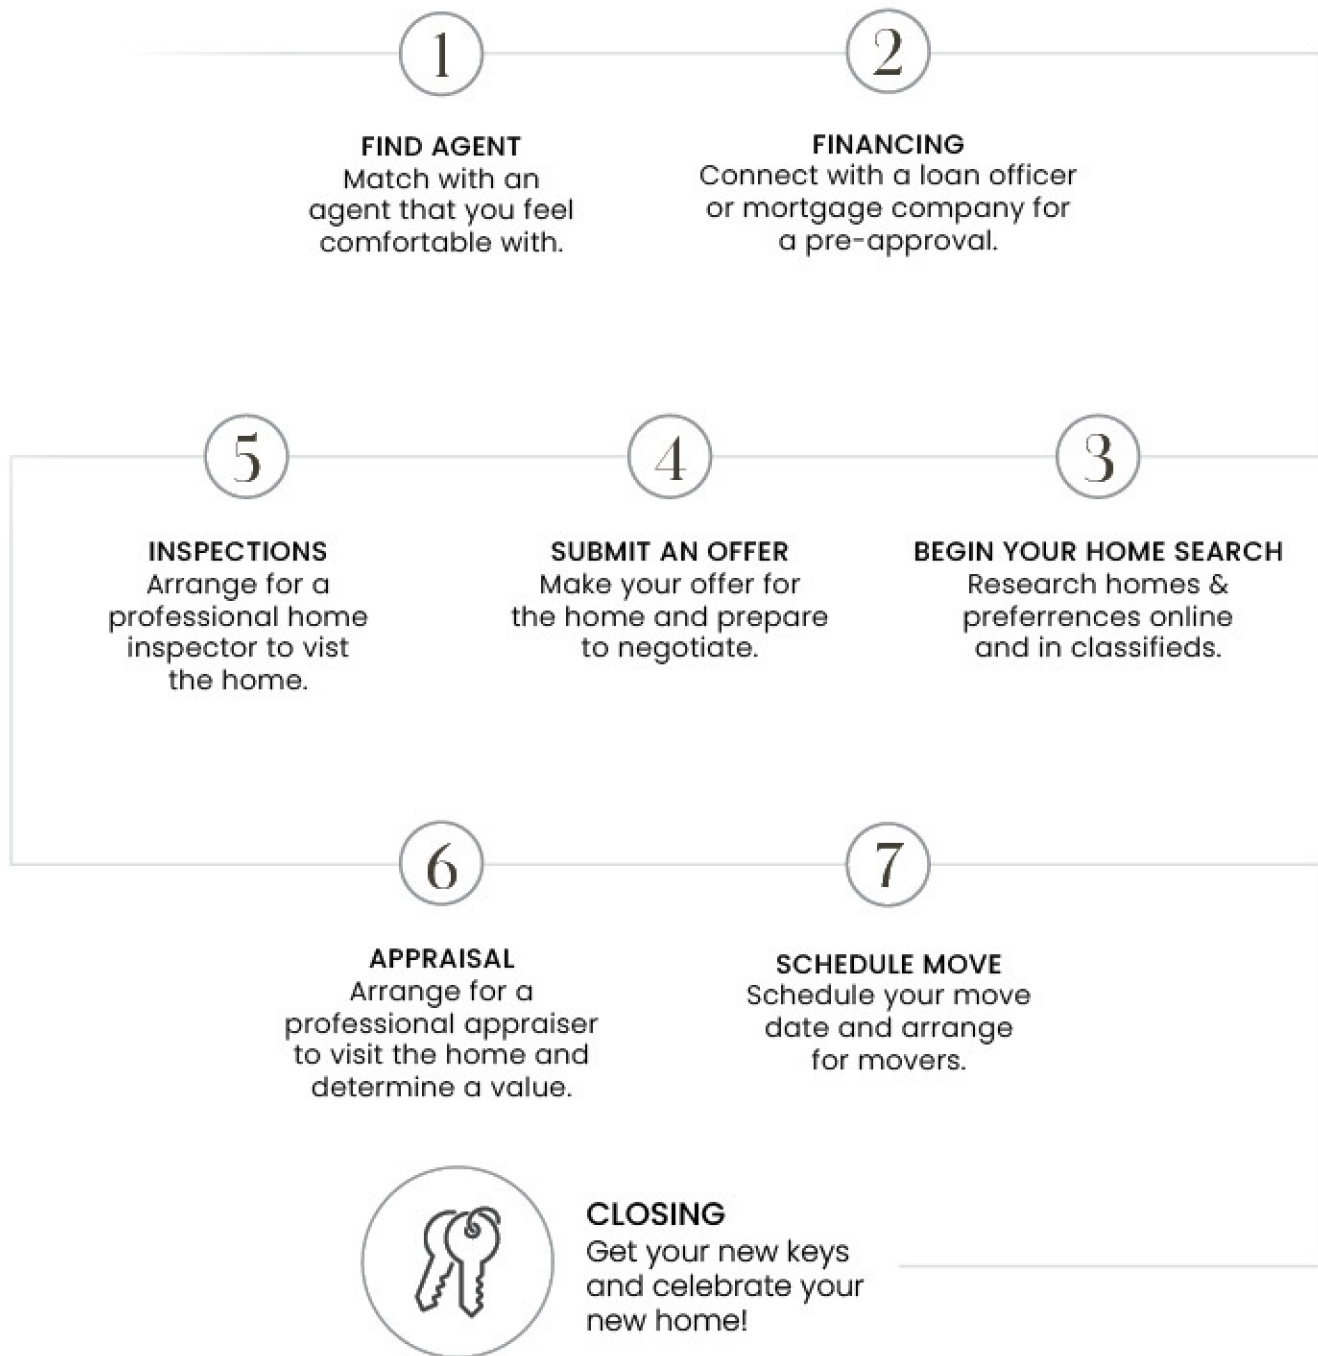 1
FIND AGENT
Match with an
agent that you feel
comfortable with.
2
FINANCING
Connect with a loan officer
or mortgage company for
a pre-approval.
3
BEGIN YOUR HOME SEARCH
Research homes &
preferrences online
and in classifieds.
4
SUBMIT AN OFFER
Make your offer for
the home and prepare
to negotiate.
5
INSPECTIONS
Arrange for a
professional home
inspector to vist
the home.
6
APPRAISAL
Arrange for a
professional appraiser
to visit the home and
determine a value.
7
SCHEDULE MOVE
Schedule your move
date and arrange
for movers.
CLOSING
Get your new keys
and celebrate your
new home!